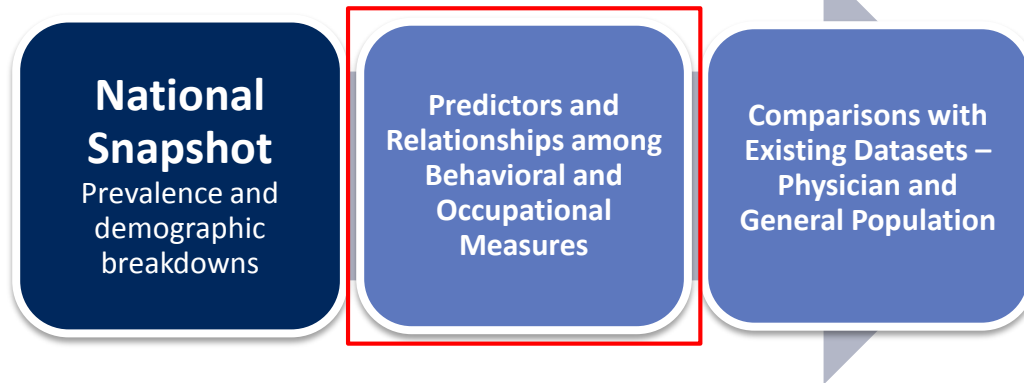 National
Snapshot
Prevalence and
demographic
breakdowns
Predictors and
Relationships among
Behavioral and
Occupational
Measures
Comparisons with
Existing Datasets –
Physician and
General Population